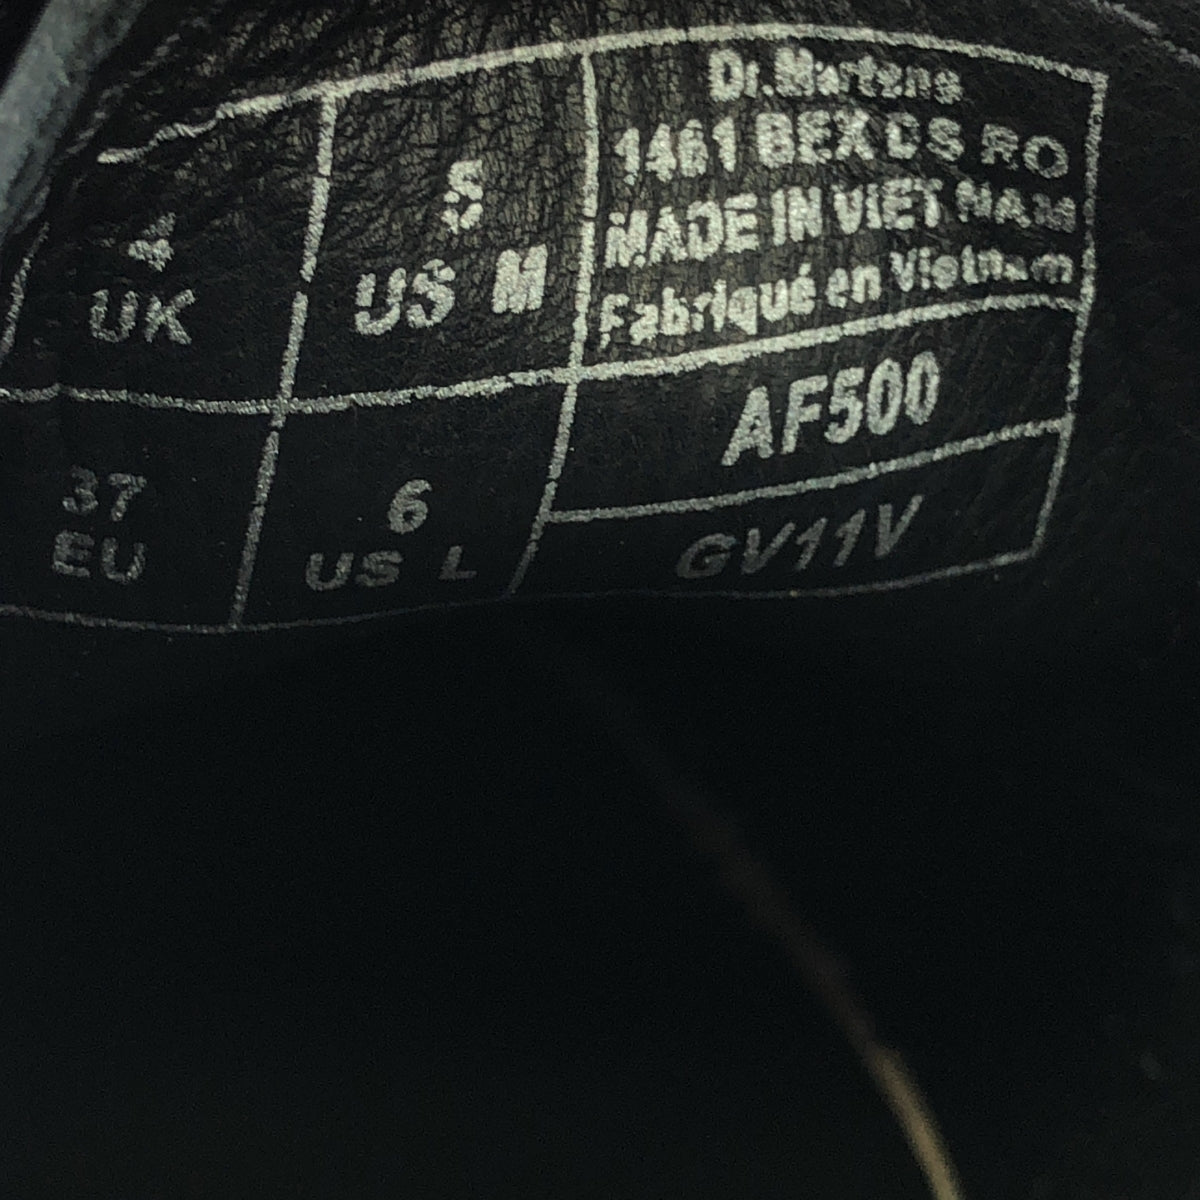 4
UK
5
US M
37
EU
6
US L
Dr.Martens
1461 BEX DS RO
MADE IN VIET NAM
Fabriqué en Vietnam
AF500
GV11V